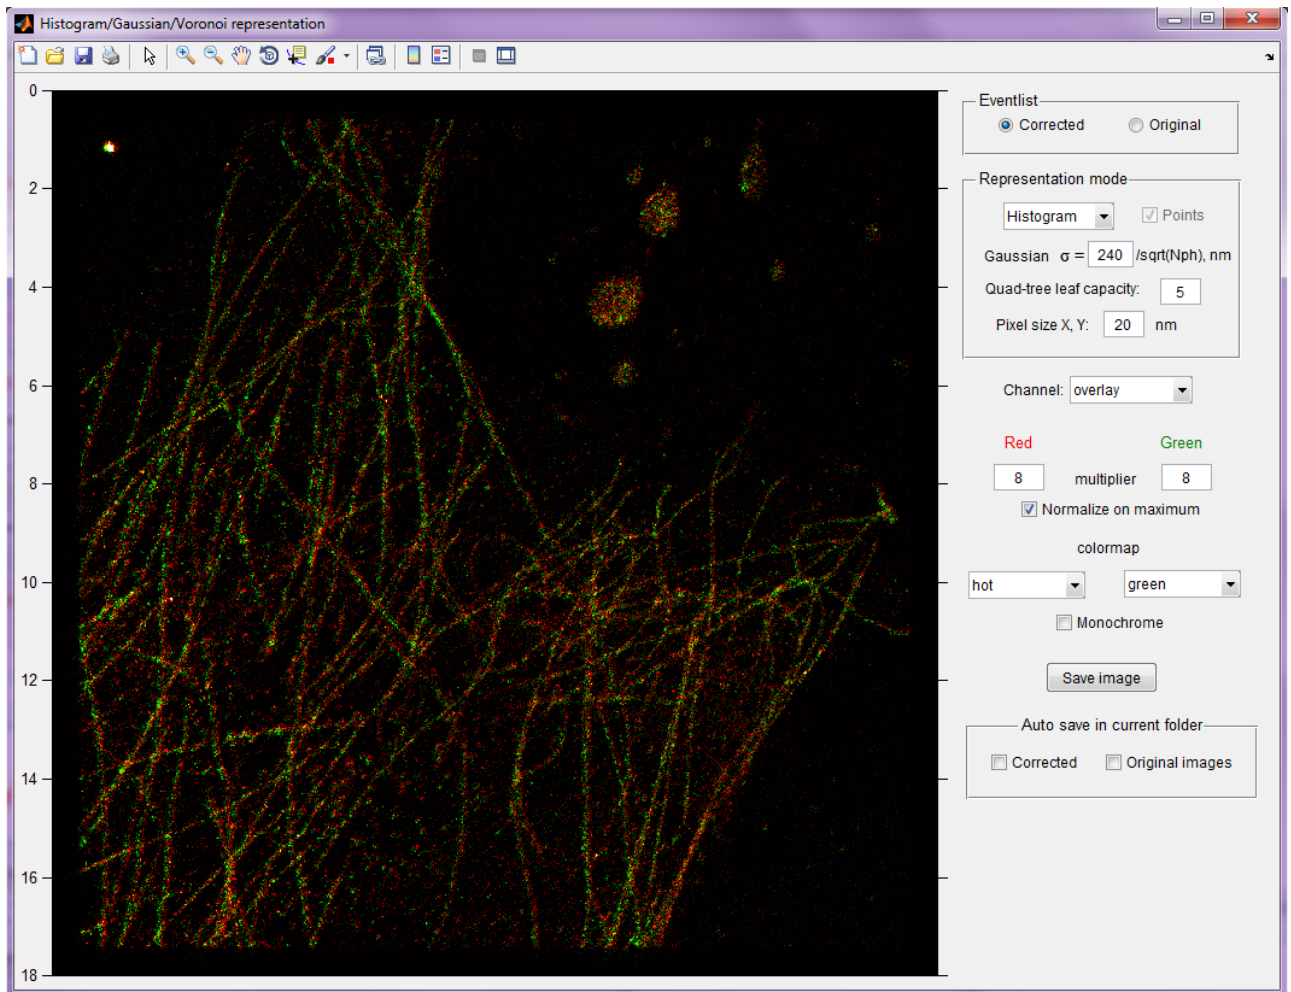 Histogram/Gaussian/Voronoi representation
0
2
4
6
8
10
12
14
16
18
Eventlist
Corrected Original
Representation mode
Histogram Points
Gaussian σ = 240 /sqrt(Nph), nm
Quad-tree leaf capacity: 5
Pixel size X, Y: 20 nm
Channel: overlay
Red Green
8 multiplier 8
Normalize on maximum
colormap
hot green
Monochrome
Save image
Auto save in current folder
Corrected Original images